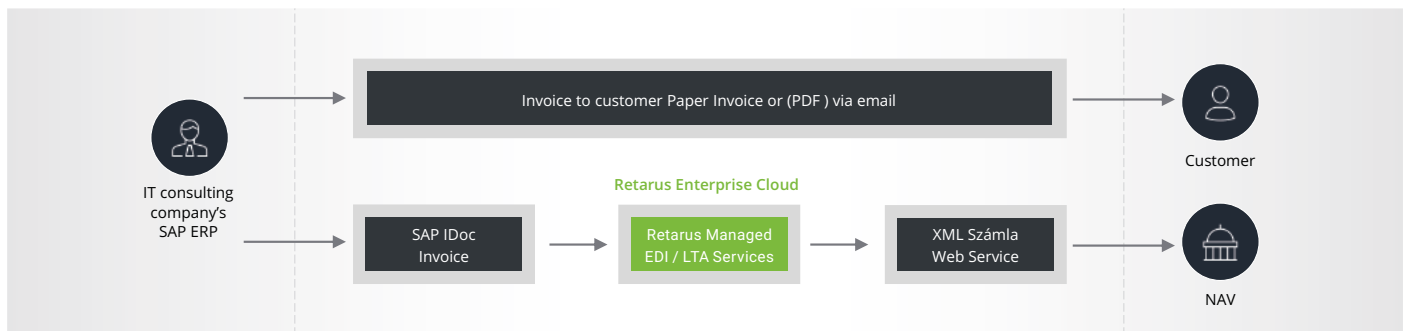 Invoice to customer Paper Invoice or (PDF ) via email
Customer
IT consulting
company's
SAP ERP
Retarus Enterprise Cloud
SAP IDoc
Invoice
Retarus Managed
EDI / LTA Services
XML Számla
Web Service
NAV